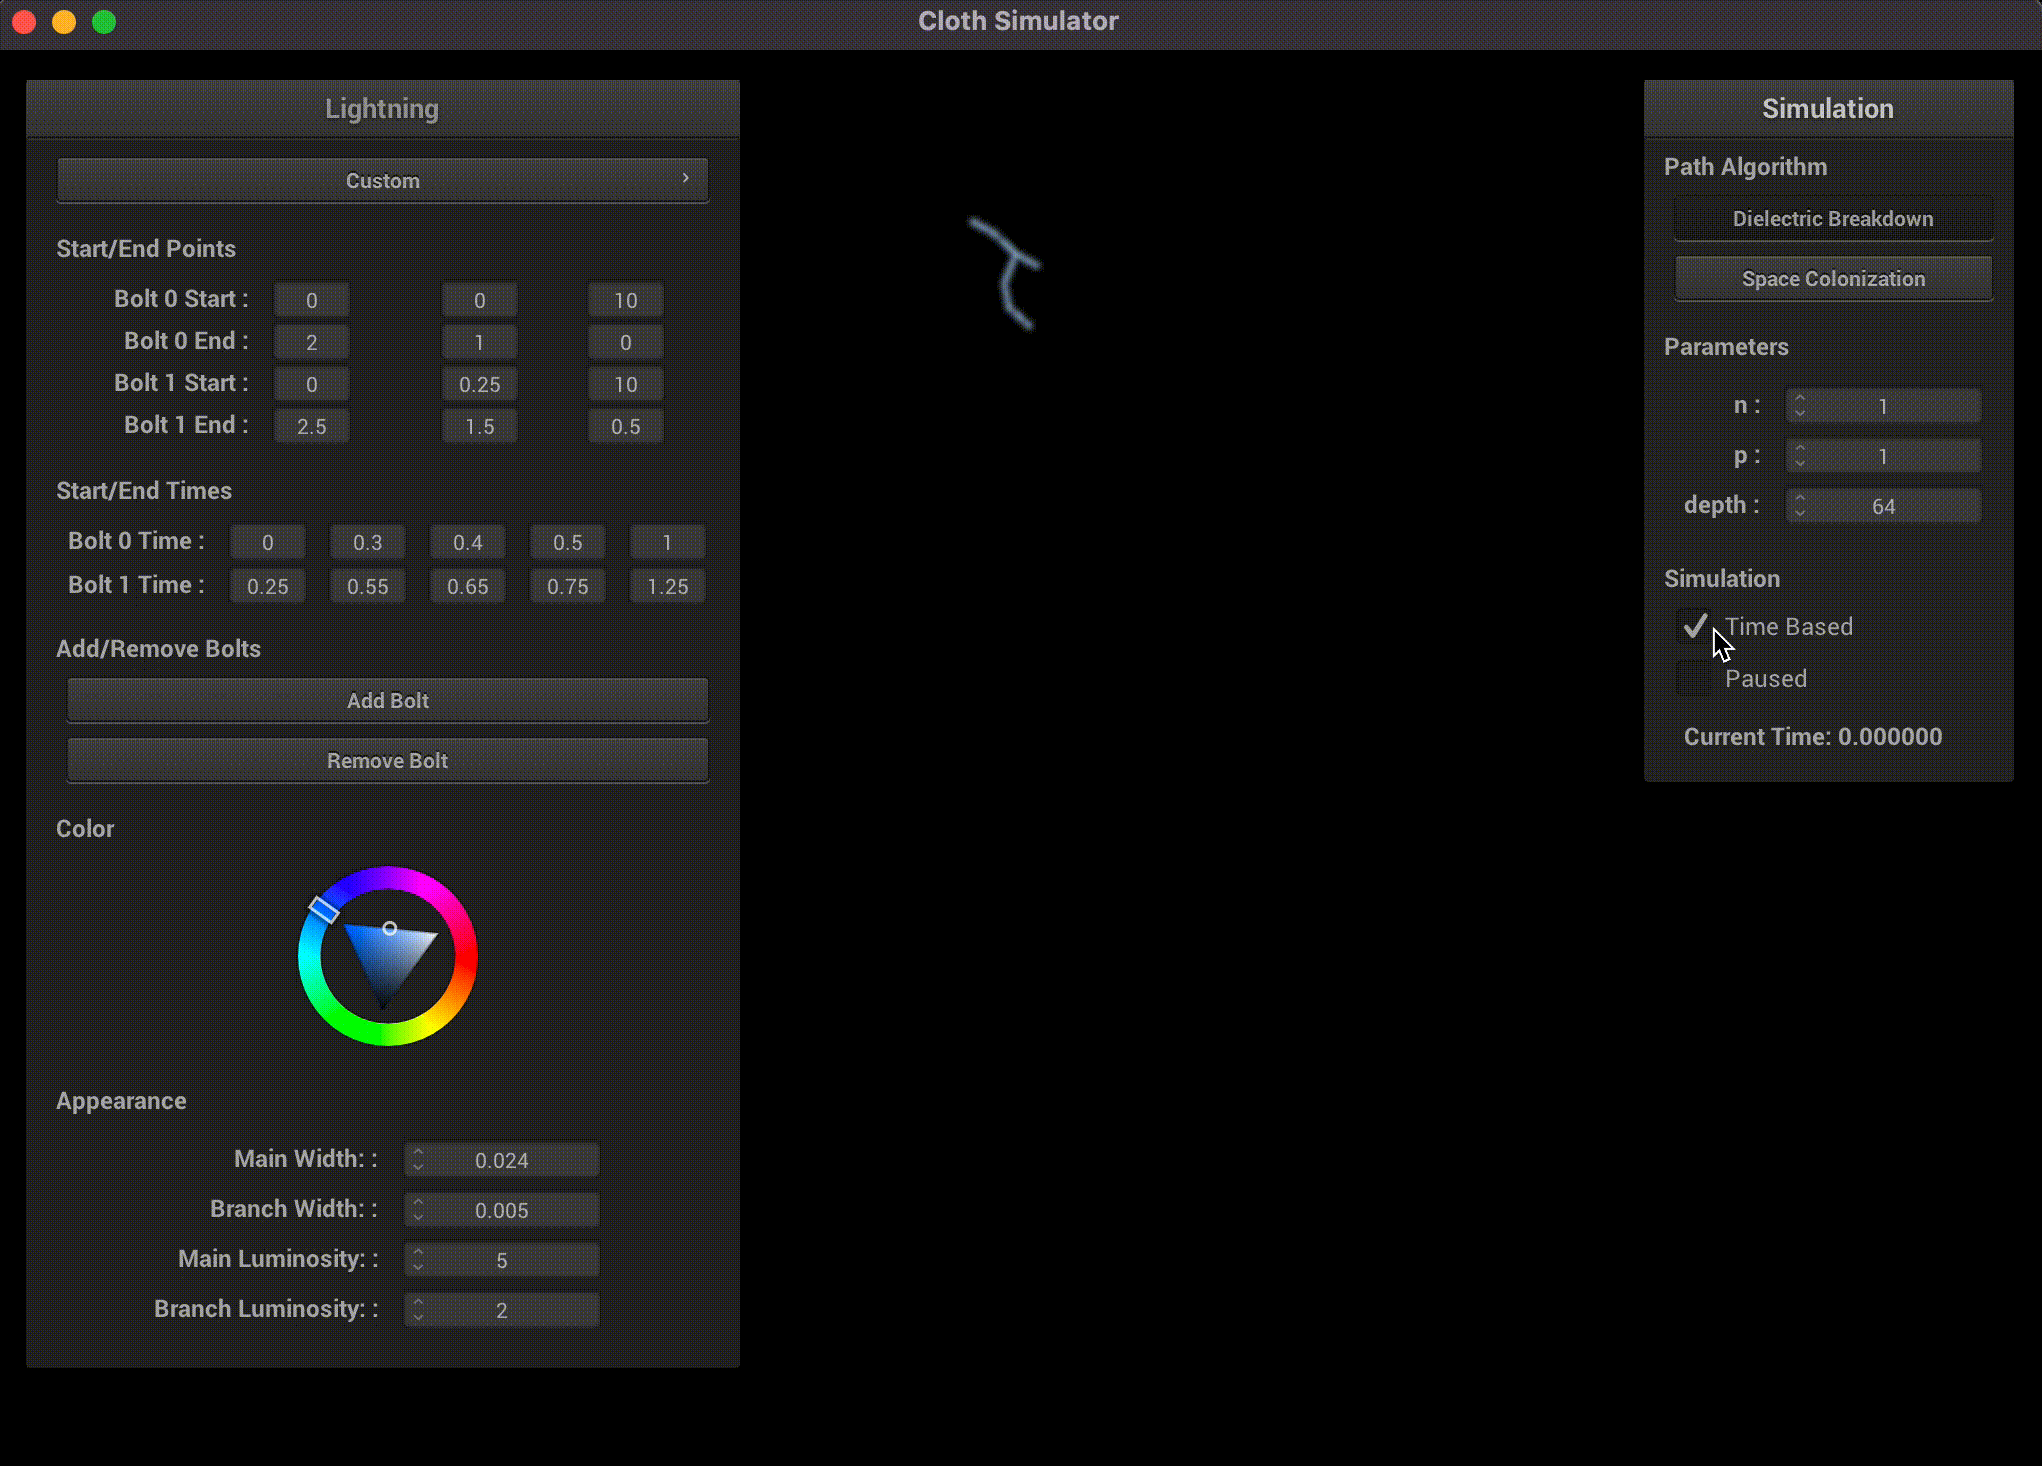 Cloth Simulator
Lightning
Custom
Start/End Points
Bolt 0 Start : 0 0 10
Bolt 0 End : 2 1 0
Bolt 1 Start : 0 0.25 10
Bolt 1 End : 2.5 1.5 0.5
Start/End Times
Bolt 0 Time : 0 0.3 0.4 0.5 1
Bolt 1 Time : 0.25 0.55 0.65 0.75 1.25
Add/Remove Bolts
Add Bolt
Remove Bolt
Color
Appearance
Main Width: : 0.024
Branch Width: : 0.005
Main Luminosity: : 5
Branch Luminosity: : 2
Simulation
Path Algorithm
Dielectric Breakdown
Space Colonization
Parameters
n : 1
p : 1
depth : 64
Simulation
Time Based
Paused
Current Time: 0.000000